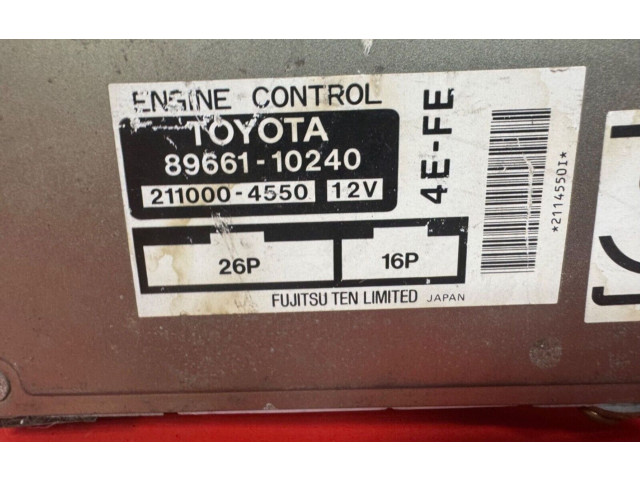 ENGINE CONTROL
TOYOTA
89661-10240
211000-4550 12V
4E-FE
26P 16P
FUJITSU TEN LIMITED JAPAN
*2114550I*